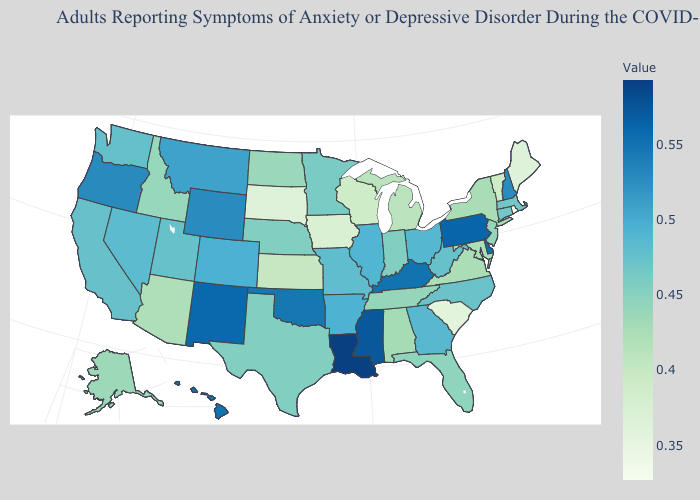 Adults Reporting Symptoms of Anxiety or Depressive Disorder During the COVID-
Value
0.55
0.5
0.45
0.4
0.35